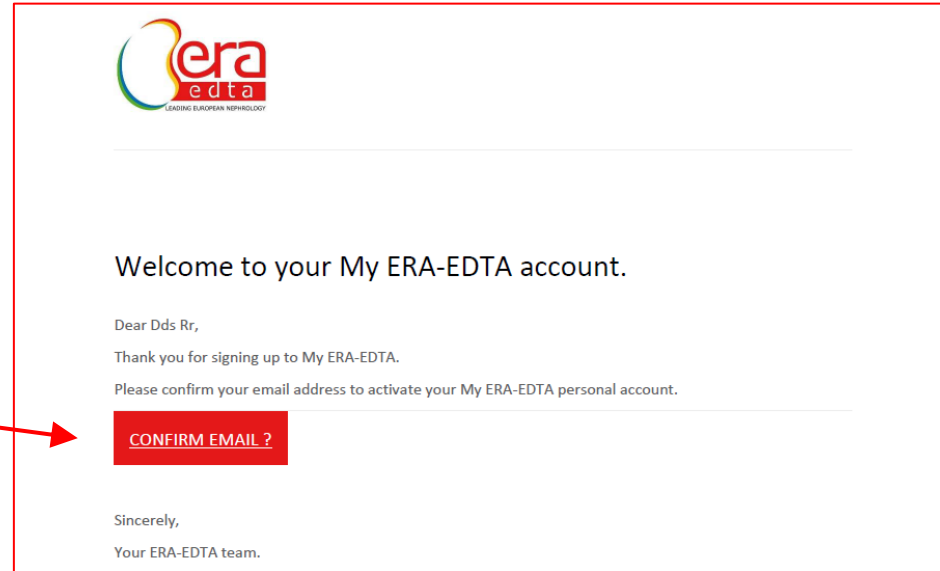 era
edta
LEADING EUROPEAN NEPHROLOGY
Welcome to your My ERA-EDTA account.
Dear Dds Rr,
Thank you for signing up to My ERA-EDTA.
Please confirm your email address to activate your My ERA-EDTA personal account.
CONFIRM EMAIL ?
Sincerely,
Your ERA-EDTA team.